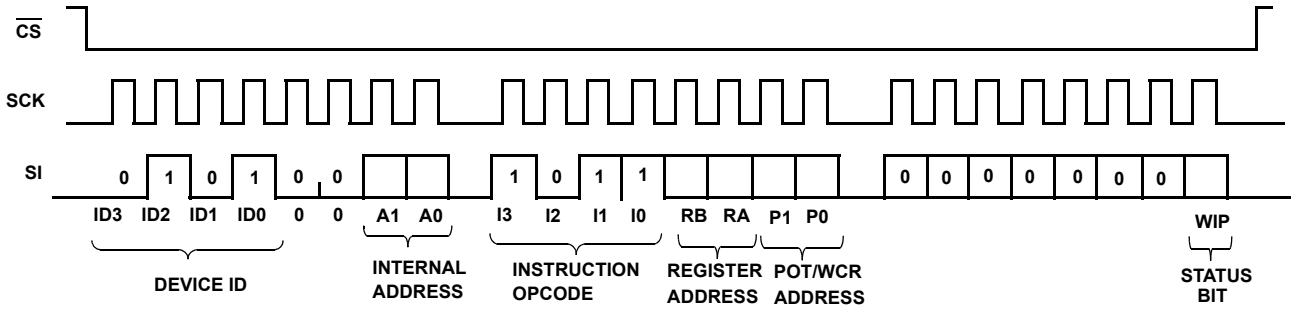 CS
SCK
SI
0 1 0 1 0 0 1 0 1 1 0 0 0 0 0 0 0
ID3 ID2 ID1 ID0 0 0 A1 A0 I3 I2 I1 I0 RB RA P1 P0 WIP
DEVICE ID
INTERNAL
ADDRESS
INSTRUCTION
OPCODE
REGISTER
ADDRESS
POT/WCR
ADDRESS
STATUS
BIT